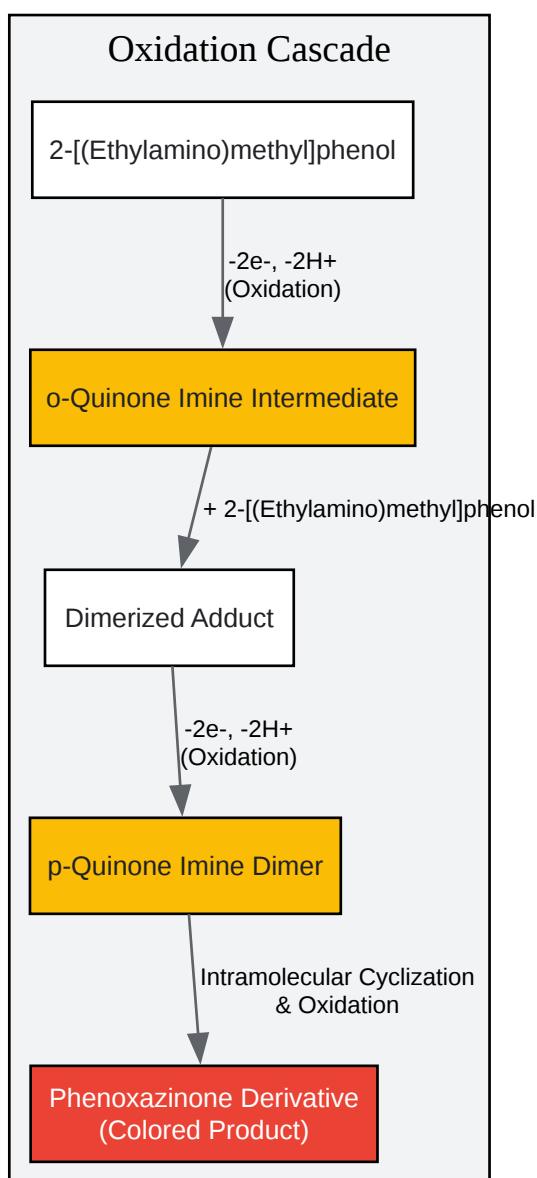 Oxidation Cascade
2-[(Ethylamino)methyl]phenol
-2e-, -2H+
(Oxidation)
o-Quinone Imine Intermediate
+ 2-[(Ethylamino)methyl]phenol
Dimerized Adduct
-2e-, -2H+
(Oxidation)
p-Quinone Imine Dimer
Intramolecular Cyclization
& Oxidation
Phenoxazinone Derivative
(Colored Product)